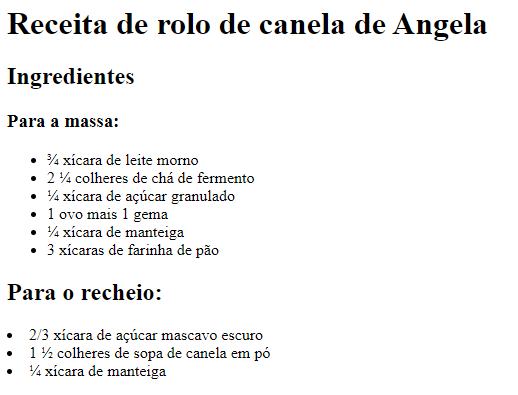 Receita de rolo de canela de Angela
Ingredientes
Para a massa:
• ¾ xícara de leite morno
• 2 ¼ colheres de chá de fermento
• ¼ xícara de açúcar granulado
• 1 ovo mais 1 gema
• ¼ xícara de manteiga
• 3 xícaras de farinha de pão
Para o recheio:
• 2/3 xícara de açúcar mascavo escuro
• 1 ½ colheres de sopa de canela em pó
• ¼ xícara de manteiga